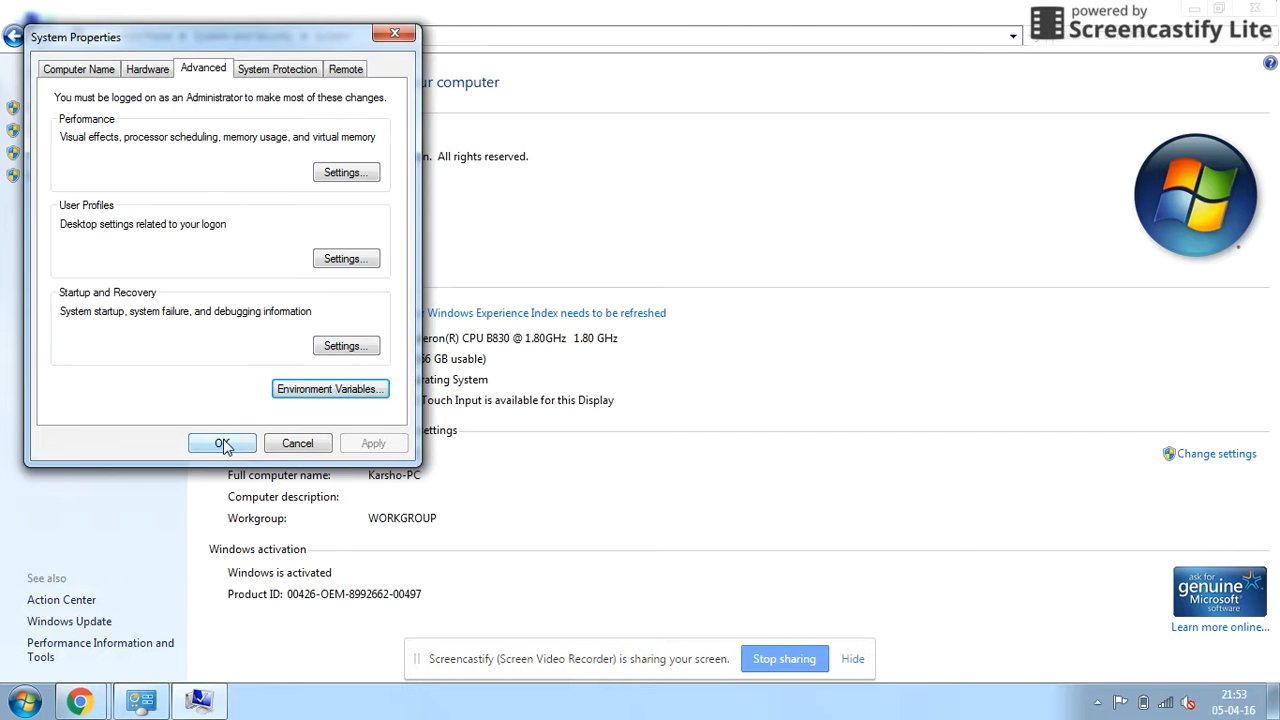 powered by
Screencastify Lite
System Properties
Computer Name
Hardware
Advanced
System Protection
Remote
You must be logged on as an Administrator to make most of these changes.
Performance
Visual effects, processor scheduling, memory usage, and virtual memory
Settings...
User Profiles
Desktop settings related to your logon
Settings...
Startup and Recovery
System startup, system failure, and debugging information
Settings...
Environment Variables...
OK
Cancel
Apply
ur computer
n. All rights reserved.
Windows Experience Index needs to be refreshed
eron(R) CPU B830 @ 1.80GHz 1.80 GHz
GB usable)
rating System
Touch Input is available for this Display
ettings
Change settings
Full computer name:
Karsho-PC
Computer description:
Workgroup:
WORKGROUP
Windows activation
Windows is activated
Product ID: 00426-OEM-8992662-00497
See also
Action Center
Windows Update
Performance Information and
Tools
ask for
genuine
Microsoft
software
Learn more online...
Screencastify (Screen Video Recorder) is sharing your screen.
Stop sharing
Hide
21:53
05-04-16